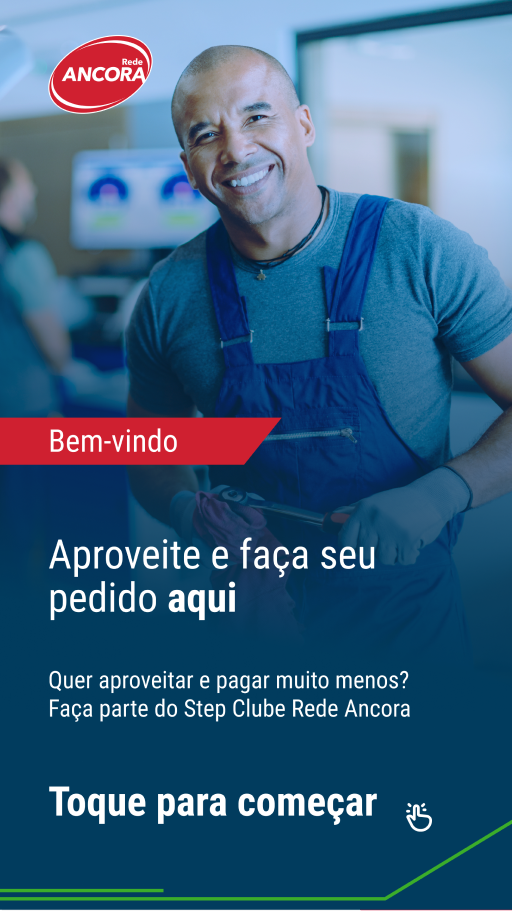 Rede
ANCORA
Bem-vindo
Aproveite e faça seu
pedido aqui
Quer aproveitar e pagar muito menos?
Faça parte do Step Clube Rede Ancora
Toque para começar